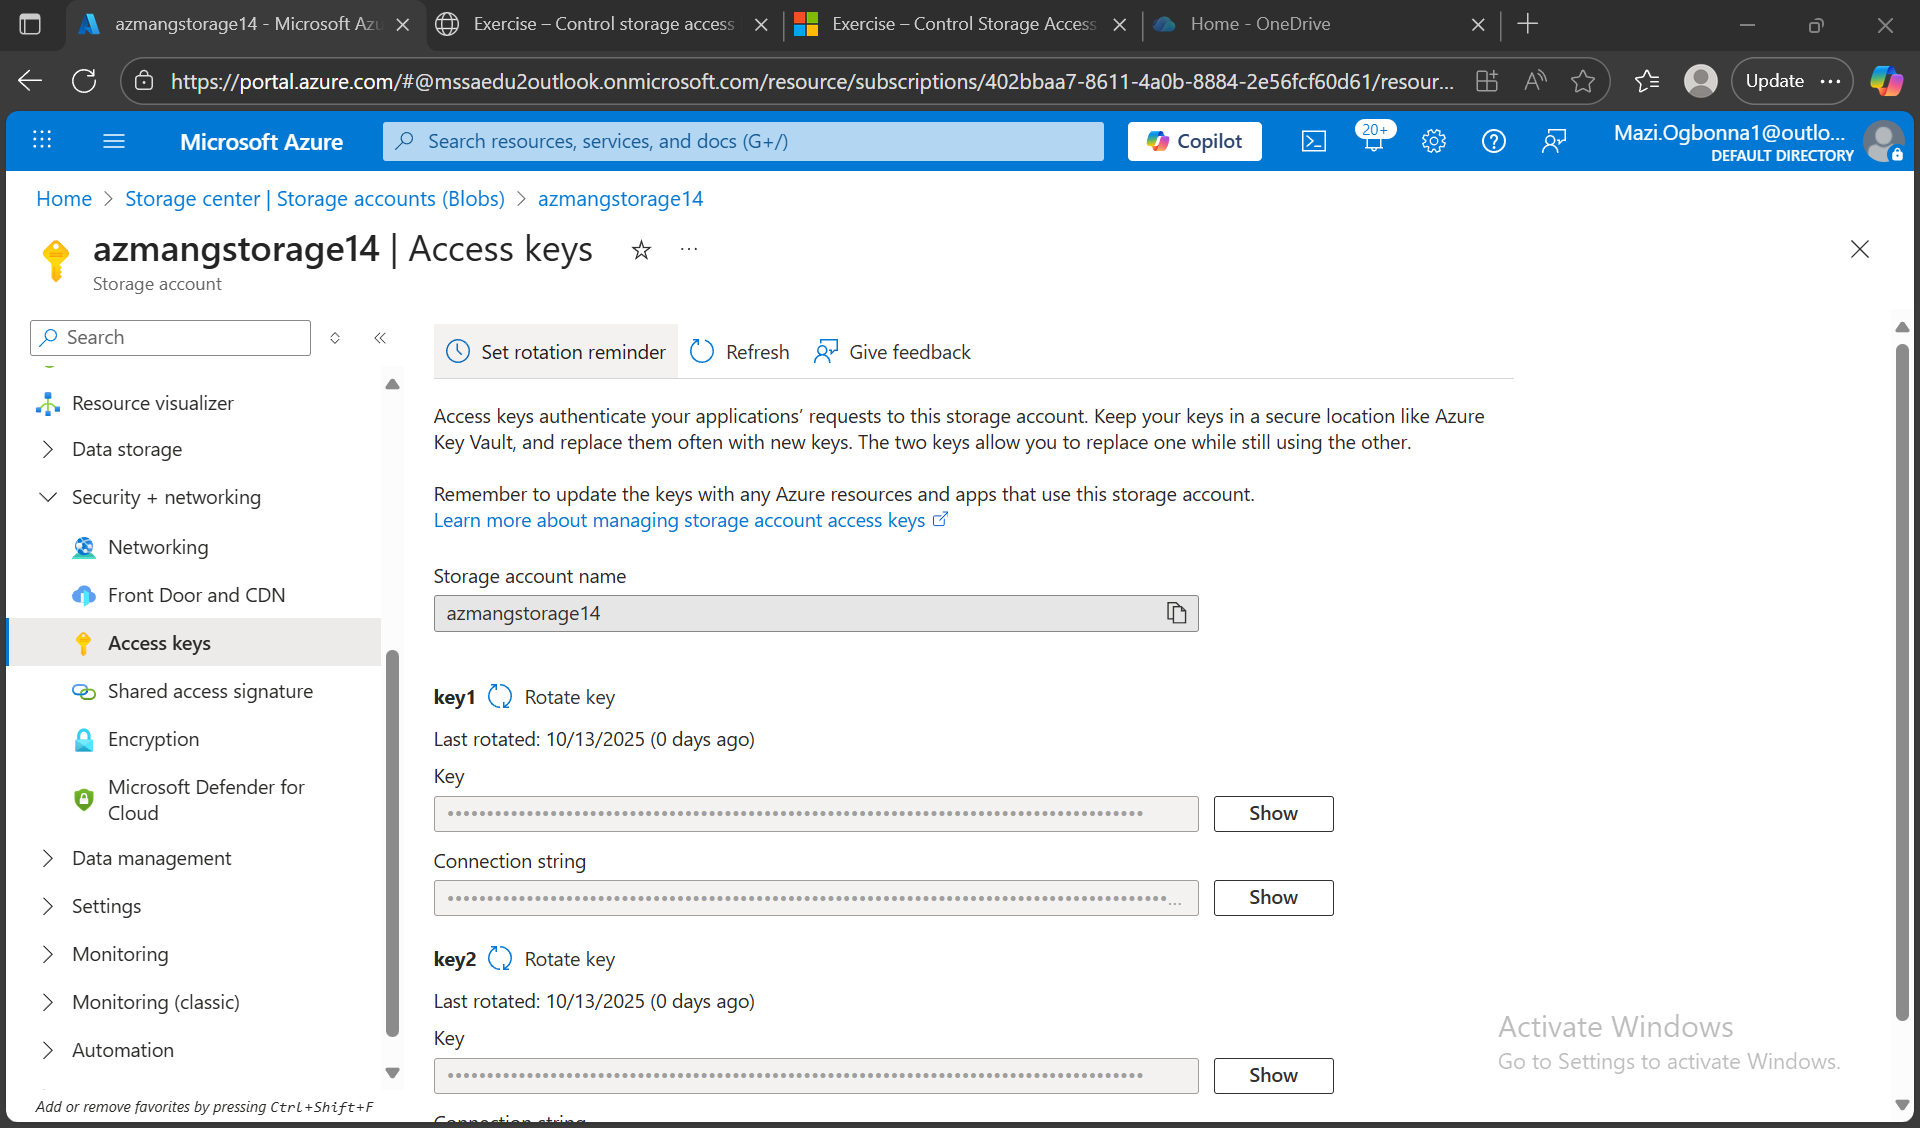 azmangstorage14 - Microsoft Azu
Exercise – Control storage access
Exercise – Control Storage Access
Home - OneDrive
https://portal.azure.com/#@mssaedu2outlook.onmicrosoft.com/resource/subscriptions/402bbaa7-8611-4a0b-8884-2e56fcf60d61/resour...
Update
Microsoft Azure
Search resources, services, and docs (G+/)
Copilot
20+
Mazi.Ogbonna1@outlo...
DEFAULT DIRECTORY
Home > Storage center | Storage accounts (Blobs) > azmangstorage14
azmangstorage14 | Access keys
Storage account
Search
Resource visualizer
Data storage
Security + networking
Networking
Front Door and CDN
Access keys
Shared access signature
Encryption
Microsoft Defender for
Cloud
Data management
Settings
Monitoring
Monitoring (classic)
Automation
Add or remove favorites by pressing Ctrl+Shift+F
Set rotation reminder
Refresh
Give feedback
Access keys authenticate your applications’ requests to this storage account. Keep your keys in a secure location like Azure
Key Vault, and replace them often with new keys. The two keys allow you to replace one while still using the other.
Remember to update the keys with any Azure resources and apps that use this storage account.
Learn more about managing storage account access keys
Storage account name
azmangstorage14
key1 Rotate key
Last rotated: 10/13/2025 (0 days ago)
Key
Show
Connection string
Show
key2 Rotate key
Last rotated: 10/13/2025 (0 days ago)
Key
Show
Connection string
Activate Windows
Go to Settings to activate Windows.